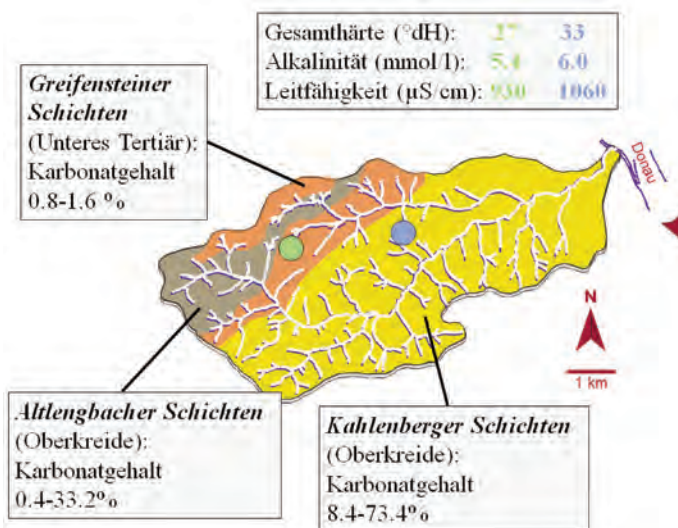 Gesamthärte (°dH): 33
Alkalinität (mmol/l): 5.4 6.0
Leitfähigkeit (µS/cm): 930 1060
Greifensteiner
Schichten
(Unteres Tertiär):
Karbonatgehalt
0.8-1.6 %
Donau
N
1 km
Altlengbacher Schichten
(Oberkreide):
Karbonatgehalt
0.4-33.2%
Kahlenberger Schichten
(Oberkreide):
Karbonatgehalt
8.4-73.4%